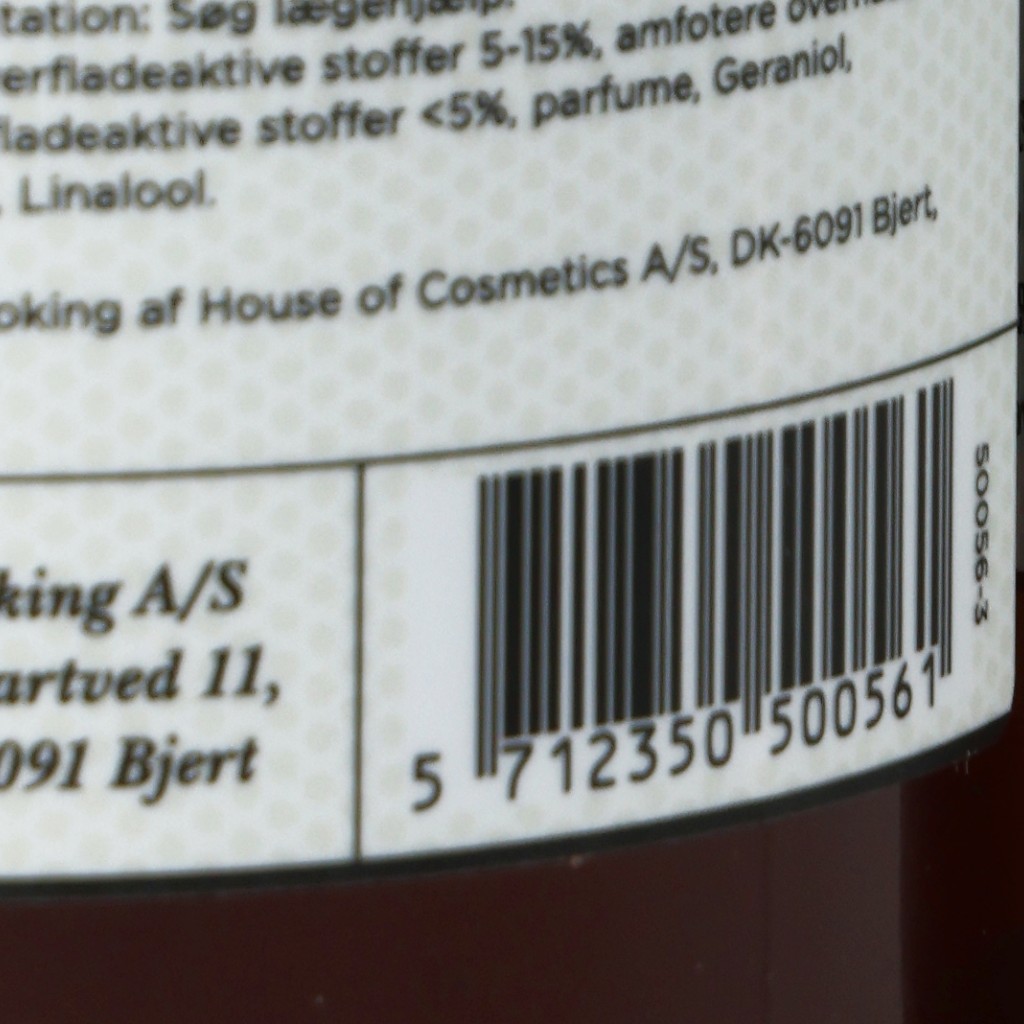 tation: Søg lægehjælp.
erfladeaktive stoffer 5-15%, amfotere
fladeaktive stoffer <5%, parfume, Geraniol,
, Linalool.
oking af House of Cosmetics A/S, DK-6091 Bjert,
king A/S
artved 11,
091 Bjert
5 712350 500561
50056-3